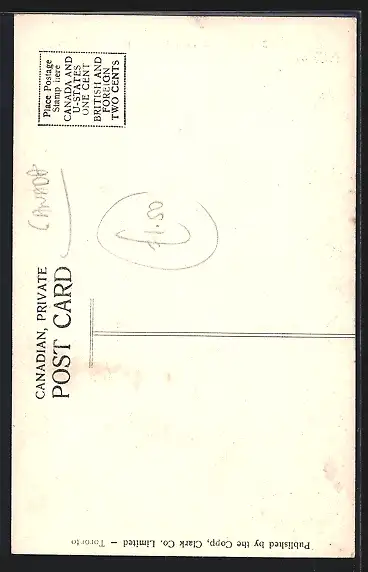 Place Postage
Stamp here
CANADA AND
U-STATES
ONE CENT
BRITISH AND
FOREIGN
TWO CENTS
CANADA
£1.50
CANADIAN, PRIVATE
POST CARD
Published by the Copp, Clark Co. Limited - Toronto